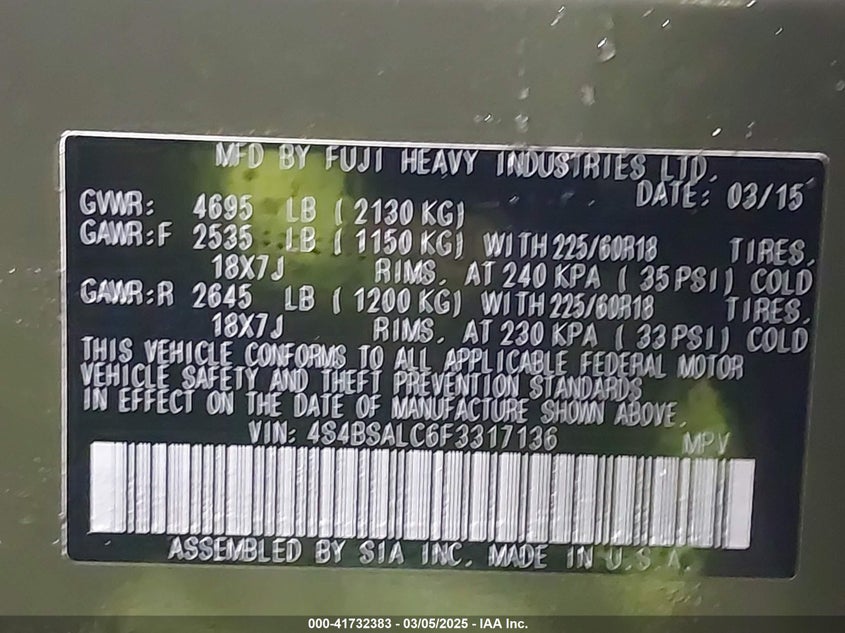 MFD BY FUJI HEAVY INDUSTRIES LTD.
DATE: 03/15
GVWR: 4695 LB ( 2130 KG)
GAWR:F 2535 LB ( 1150 KG) WITH 225/60R18 TIRES,
18X7J RIMS, AT 240 KPA ( 35 PSI) COLD
GAWR:R 2645 LB ( 1200 KG) WITH 225/60R18 TIRES,
18X7J RIMS, AT 230 KPA ( 33 PSI) COLD
THIS VEHICLE CONFORMS TO ALL APPLICABLE FEDERAL MOTOR
VEHICLE SAFETY AND THEFT PREVENTION STANDARDS
IN EFFECT ON THE DATE OF MANUFACTURE SHOWN ABOVE.
VIN: 4S4BSALC6F3317136 MPV
ASSEMBLED BY SIA INC. MADE IN U.S.A.
000-41732383 - 03/05/2025 - IAA Inc.